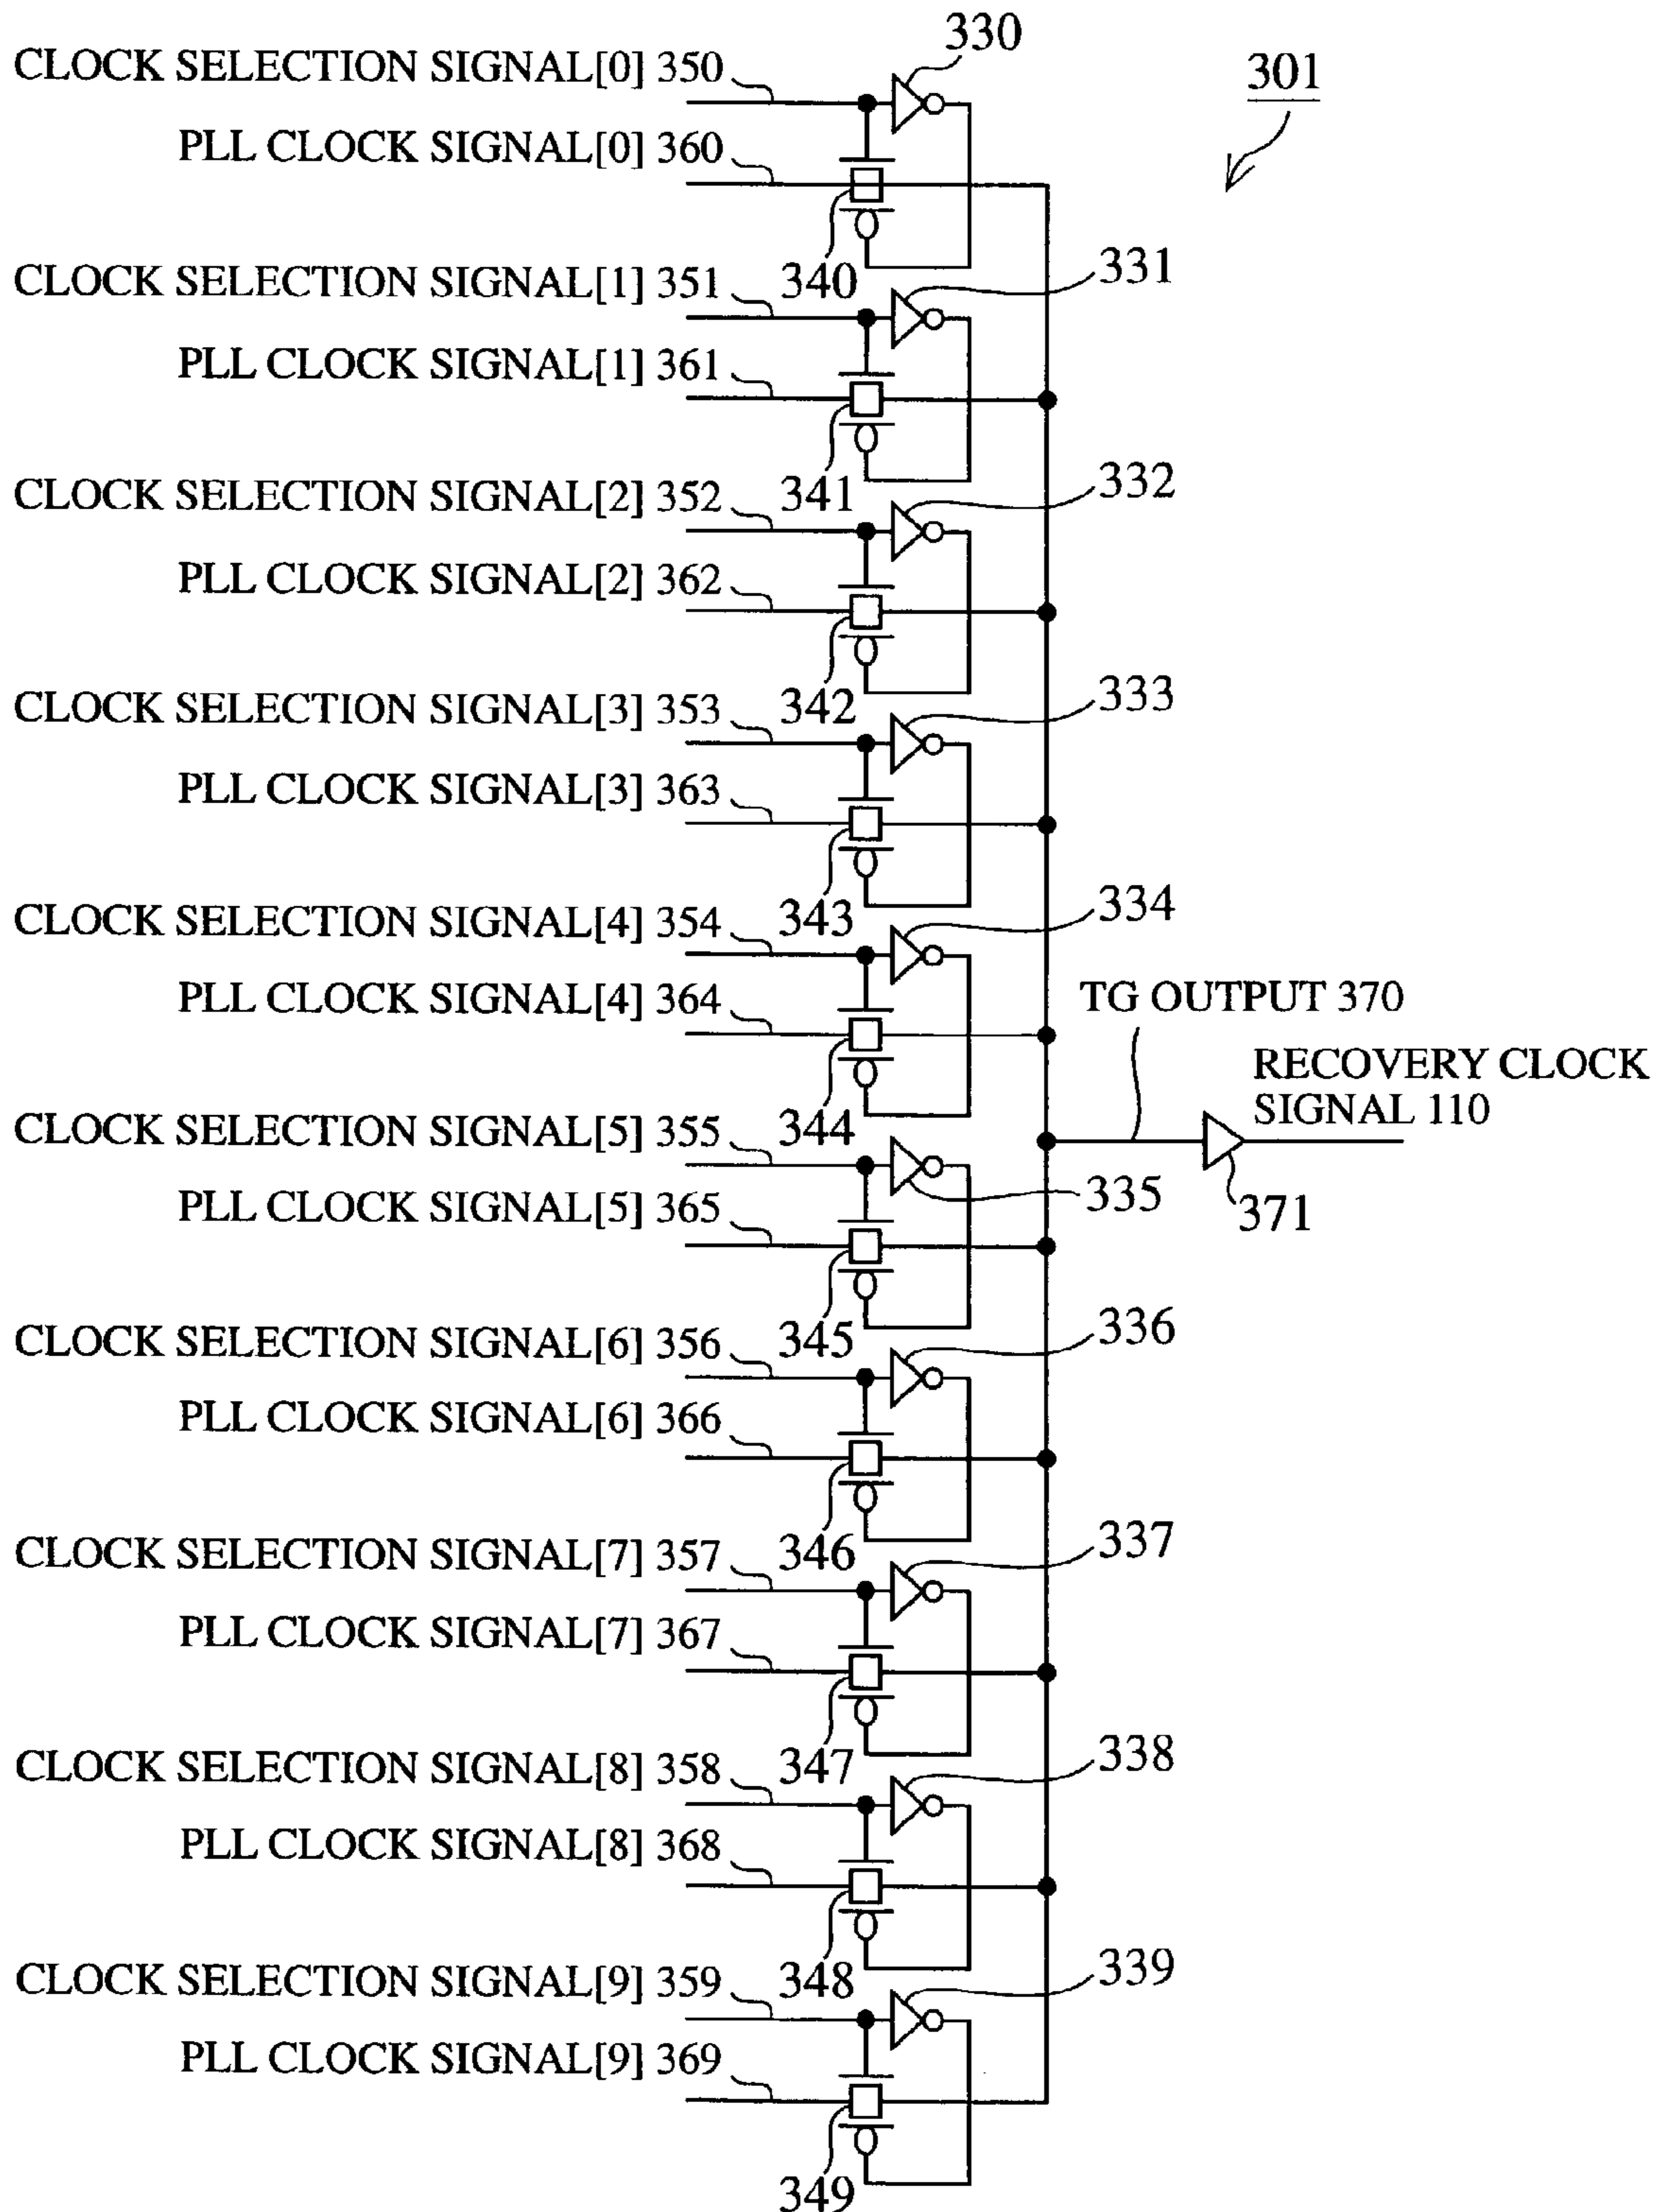 330
CLOCK SELECTION SIGNAL[0] 350
301
PLL CLOCK SIGNAL[0] 360
340
331
CLOCK SELECTION SIGNAL[1] 351
PLL CLOCK SIGNAL[1] 361
341
332
CLOCK SELECTION SIGNAL[2] 352
PLL CLOCK SIGNAL[2] 362
342
333
CLOCK SELECTION SIGNAL[3] 353
PLL CLOCK SIGNAL[3] 363
343
334
CLOCK SELECTION SIGNAL[4] 354
PLL CLOCK SIGNAL[4] 364
TG OUTPUT 370
RECOVERY CLOCK
SIGNAL 110
344
CLOCK SELECTION SIGNAL[5] 355
335
PLL CLOCK SIGNAL[5] 365
371
345
336
CLOCK SELECTION SIGNAL[6] 356
PLL CLOCK SIGNAL[6] 366
346
337
CLOCK SELECTION SIGNAL[7] 357
PLL CLOCK SIGNAL[7] 367
347
338
CLOCK SELECTION SIGNAL[8] 358
PLL CLOCK SIGNAL[8] 368
348
339
CLOCK SELECTION SIGNAL[9] 359
PLL CLOCK SIGNAL[9] 369
349